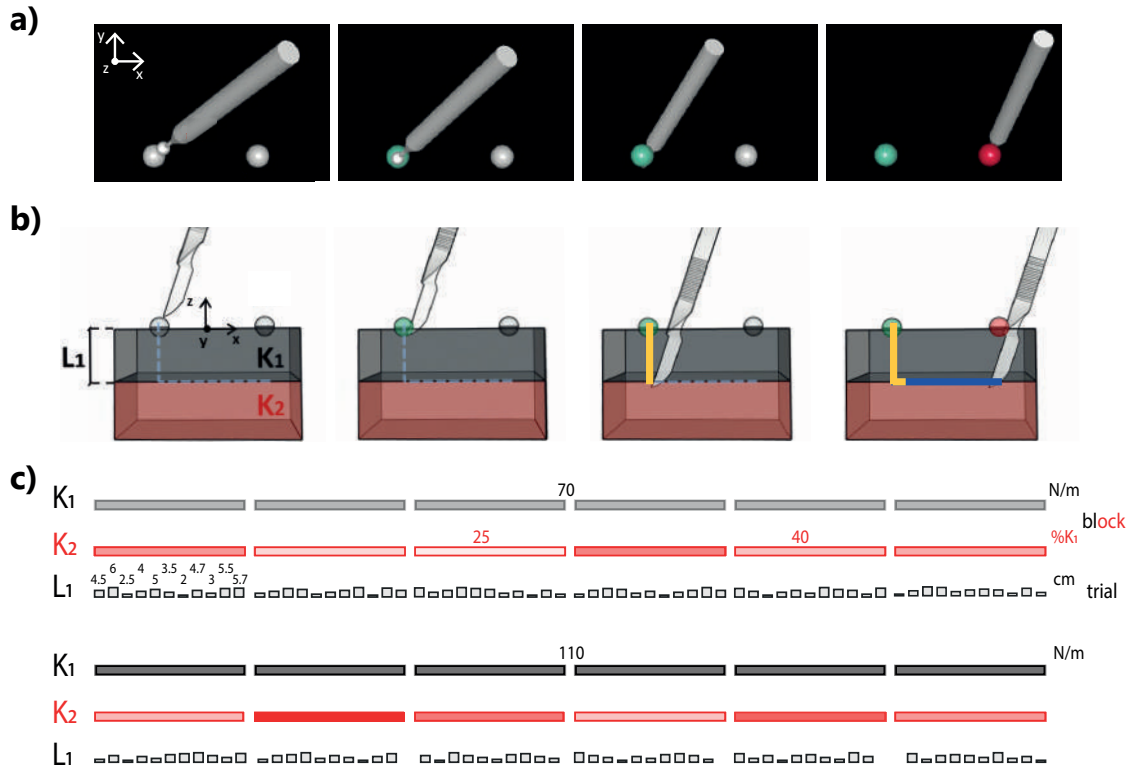 a)
y
z
x
b)
z
y
x
L1
K1
K2
c)
K1 70 N/m
block
K2 25 40 %K1
4.5 6 2.5 4 5 3.5 2 4.7 3 5.5 5.7
L1 cm trial
K1 110 N/m
K2
L1